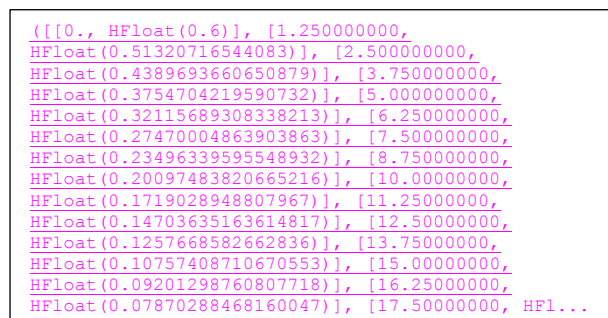 ([[0., HFloat(0.6)], [1.250000000,
HFloat(0.51320716544083)], [2.500000000,
HFloat(0.4389693660650879)], [3.750000000,
HFloat(0.3754704219590732)], [5.000000000,
HFloat(0.32115689308338213)], [6.250000000,
HFloat(0.27470004863903863)], [7.500000000,
HFloat(0.23496339595548932)], [8.750000000,
HFloat(0.20097483820665216)], [10.00000000,
HFloat(0.1719028948807967)], [11.25000000,
HFloat(0.14703635163614817)], [12.50000000,
HFloat(0.1257668582662836)], [13.75000000,
HFloat(0.10757408710670553)], [15.00000000,
HFloat(0.09201298760807718)], [16.25000000,
HFloat(0.07870288468160047)], [17.50000000, HFl...